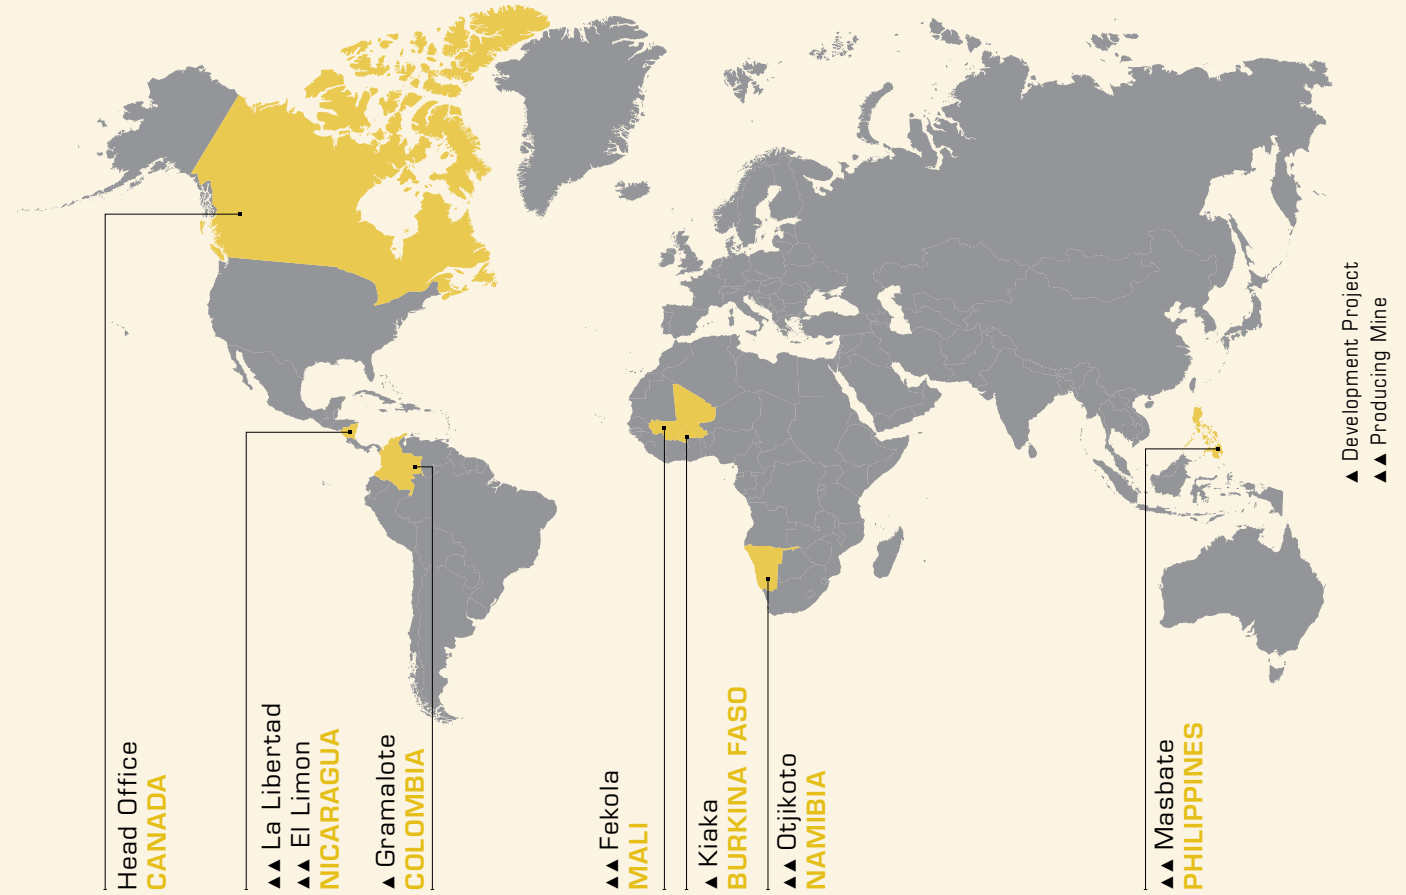 Head Office
CANADA
▲▲ La Libertad
▲▲ El Limon
NICARAGUA
▲ Gramalote
COLOMBIA
▲▲ Fekola
MALI
▲ Kiaka
BURKINA FASO
▲▲ Otjikoto
NAMIBIA
▲▲ Masbate
PHILIPPINES
▲ Development Project
▲▲ Producing Mine